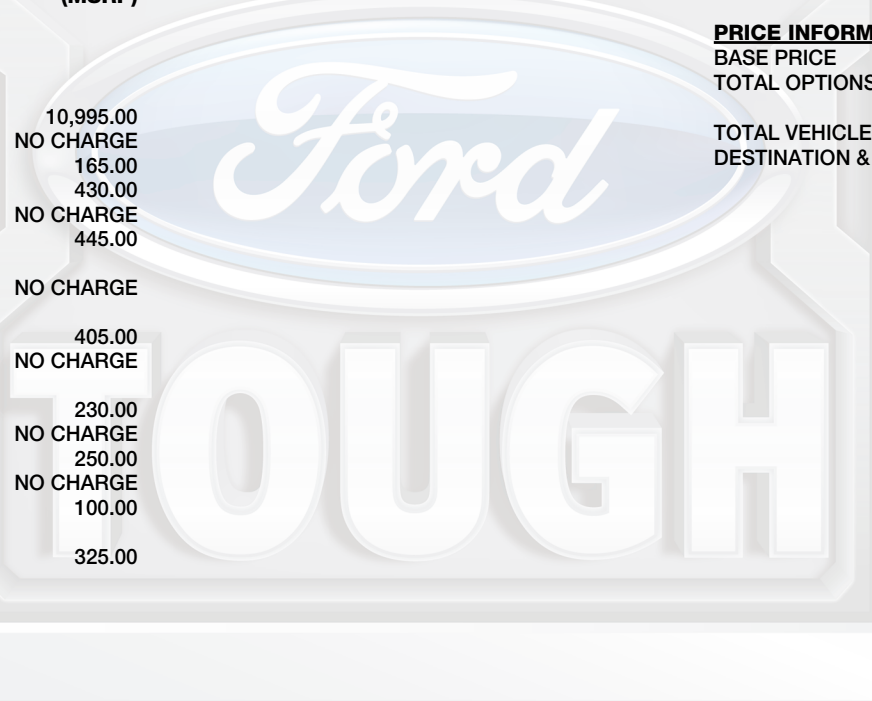 (MSRP)
10,995.00
NO CHARGE
165.00
430.00
NO CHARGE
445.00
NO CHARGE
405.00
NO CHARGE
230.00
NO CHARGE
250.00
NO CHARGE
100.00
325.00
PRICE INFORM
BASE PRICE
TOTAL OPTIONS
TOTAL VEHICLE
DESTINATION &
Ford
TOUGH